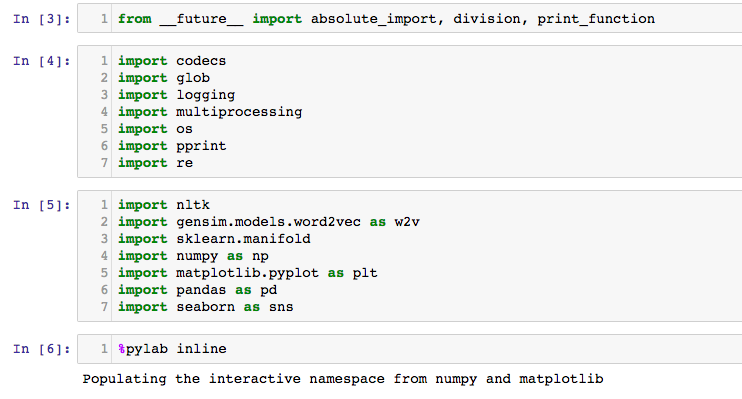 In [3]: 1 from __future__ import absolute_import, division, print_function
In [4]: 1 import codecs
2 import glob
3 import logging
4 import multiprocessing
5 import os
6 import pprint
7 import re
In [5]: 1 import nltk
2 import gensim.models.word2vec as w2v
3 import sklearn.manifold
4 import numpy as np
5 import matplotlib.pyplot as plt
6 import pandas as pd
7 import seaborn as sns
In [6]: 1 %pylab inline
Populating the interactive namespace from numpy and matplotlib